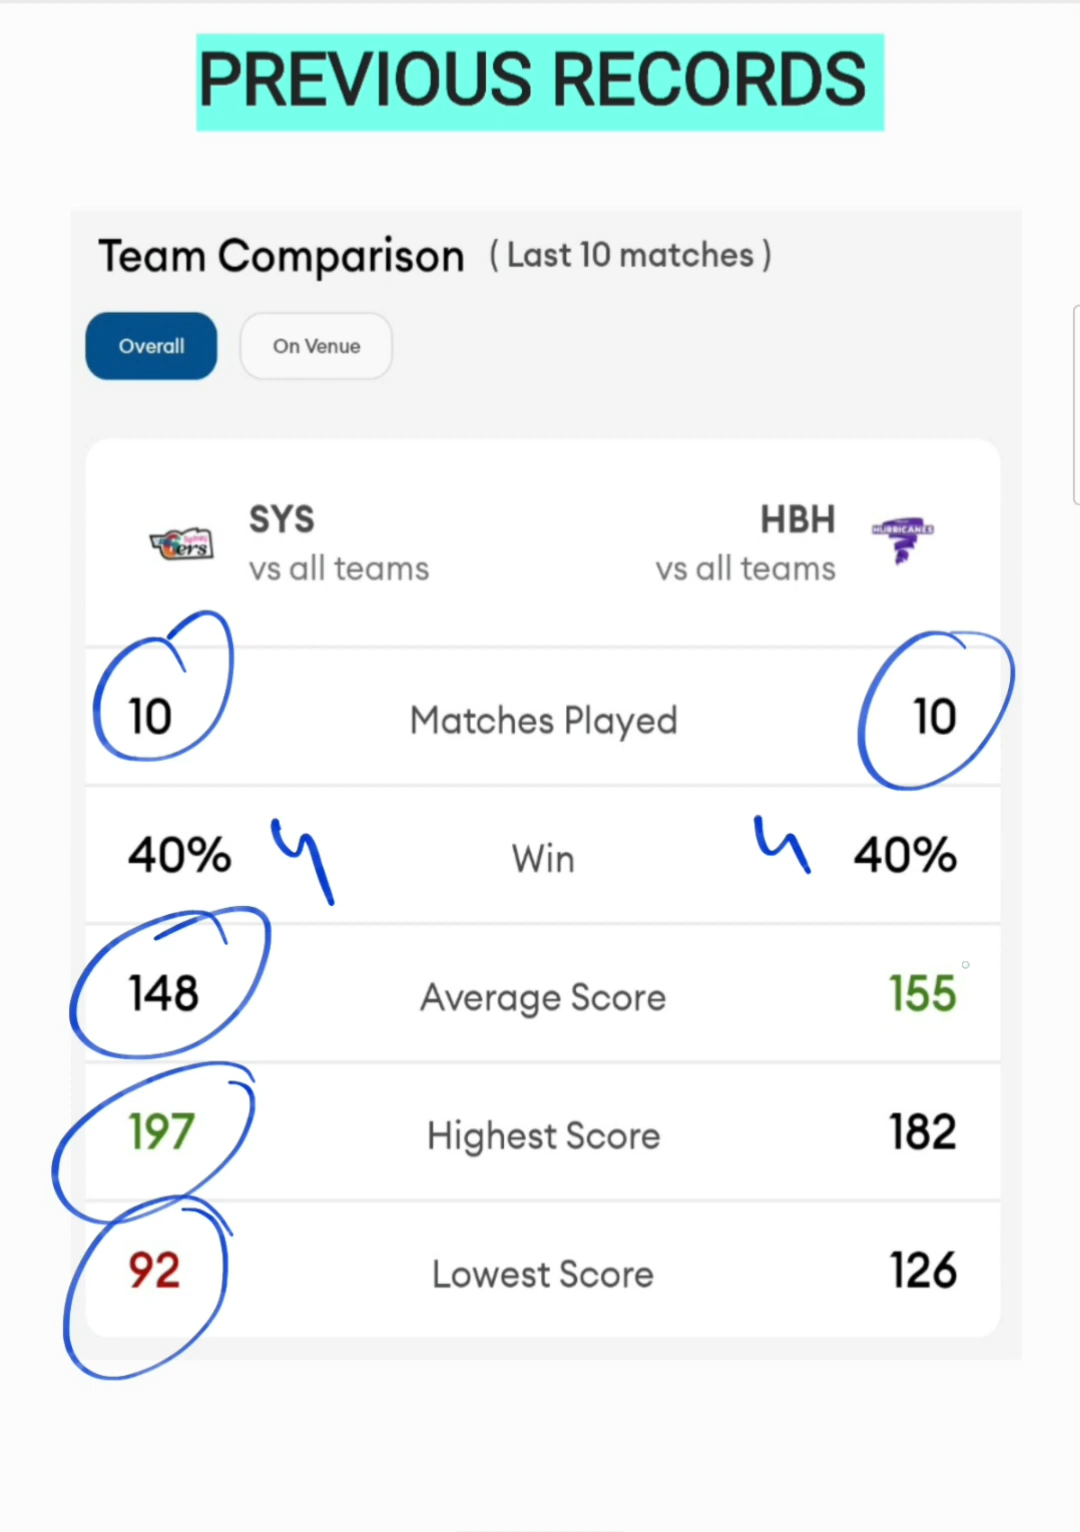 PREVIOUS RECORDS
Team Comparison ( Last 10 matches )
Overall On Venue
SYS HBH
HURRICANES
vs all teams vs all teams
10 Matches Played 10
40% 4 Win 4 40%
148 Average Score 155
197 Highest Score 182
92 Lowest Score 126